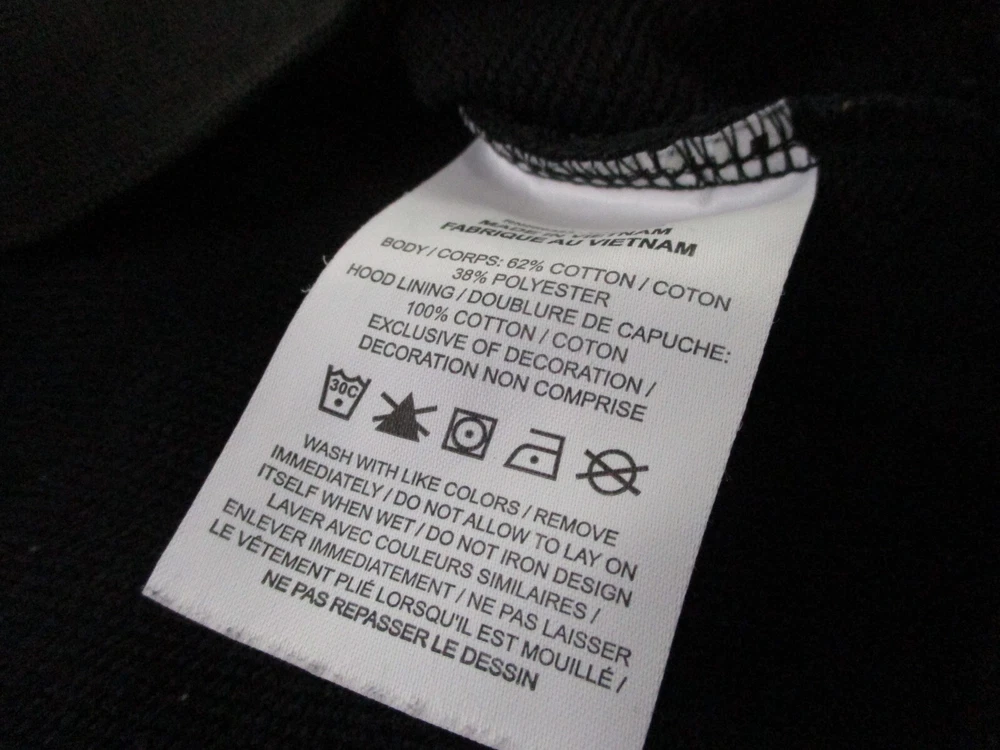 MADE IN VIETNAM
FABRIQUE AU VIETNAM
BODY / CORPS: 62% COTTON / COTON
38% POLYESTER
HOOD LINING / DOUBLURE DE CAPUCHE:
100% COTTON / COTON
EXCLUSIVE OF DECORATION /
DECORATION NON COMPRISE
30C
WASH WITH LIKE COLORS / REMOVE
IMMEDIATELY / DO NOT ALLOW TO LAY ON
ITSELF WHEN WET / DO NOT IRON DESIGN
LAVER AVEC COULEURS SIMILAIRES /
ENLEVER IMMEDIATEMENT / NE PAS LAISSER
LE VÊTEMENT PLIÉ LORSQU'IL EST MOUILLÉ /
NE PAS REPASSER LE DESSIN